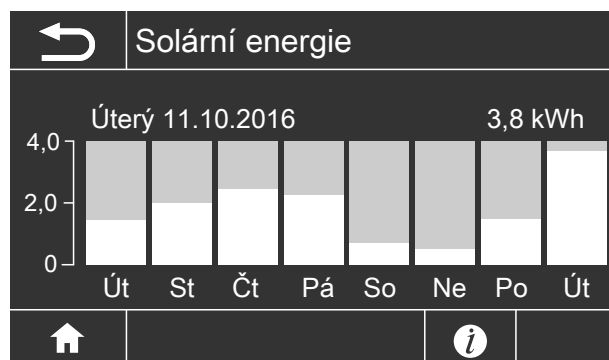 Solární energie
Úterý 11.10.2016 3,8 kWh
4,0
2,0
0
Út St Čt Pá So Ne Po Út
i